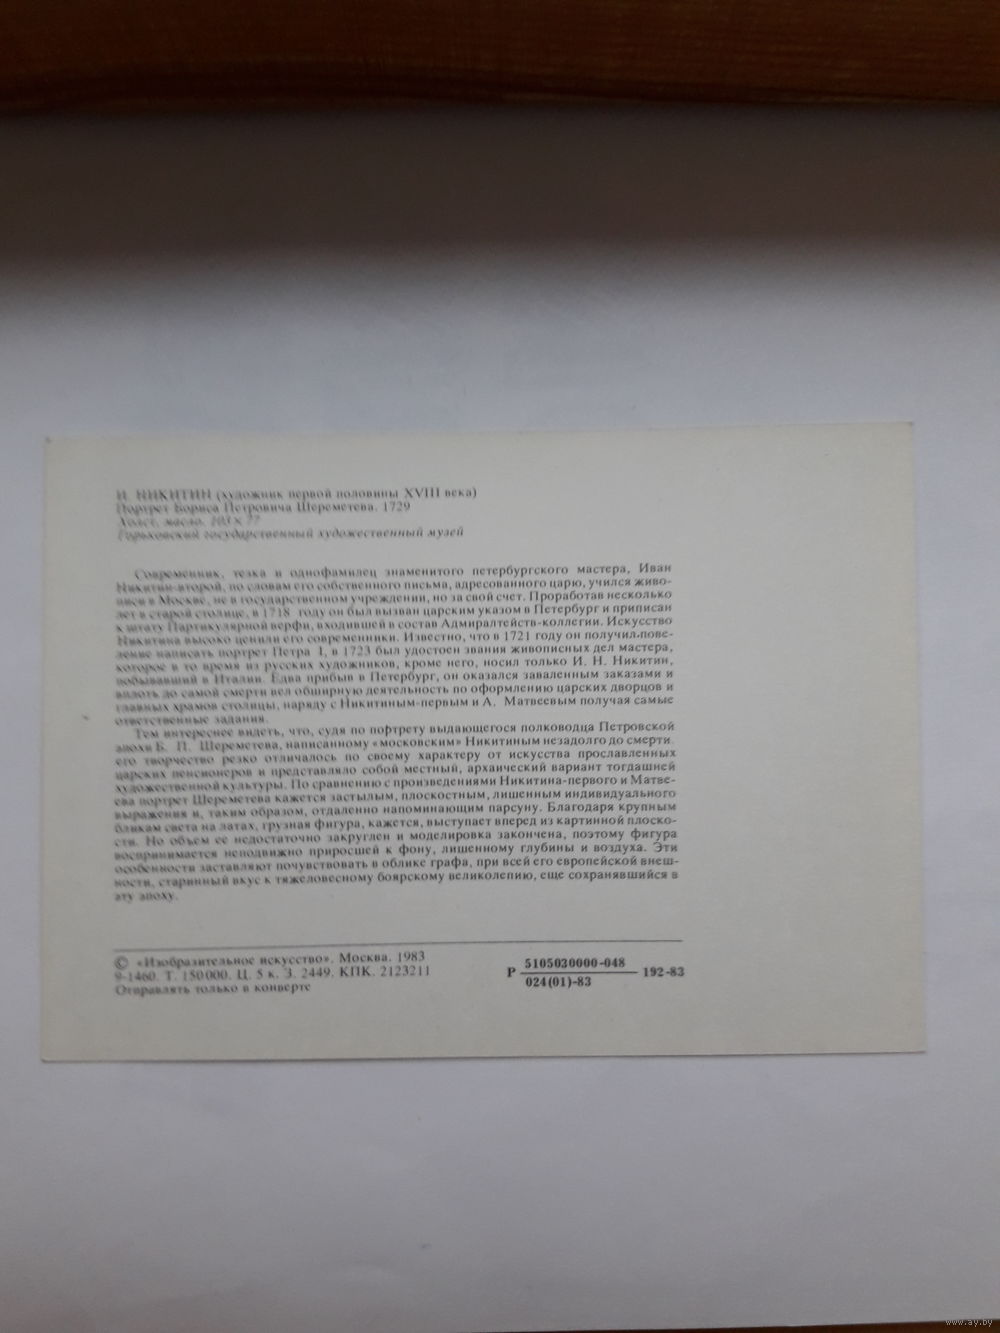 И. НИКИТИН (художник первой половины XVIII века)
Портрет Бориса Петровича Шереметева. 1729
Холст, масло. 103 × 77
Горьковский государственный художественный музей
Современник, тезка и однофамилец знаменитого петербургского мастера, Иван
Никитин-второй, по словам его собственного письма, адресованного царю, учился живо-
писи в Москве, не в государственном учреждении, но за свой счет. Проработав несколько
лет в старой столице, в 1718 году он был вызван царским указом в Петербург и приписан
к штату Партикулярной верфи, входившей в состав Адмиралтейств-коллегии. Искусство
Никитина высоко ценили его современники. Известно, что в 1721 году он получил пове-
ление написать портрет Петра I, в 1723 был удостоен звания живописных дел мастера,
которое в то время из русских художников, кроме него, носил только И. Н. Никитин,
побывавший в Италии. Едва прибыв в Петербург, он оказался заваленным заказами и
вплоть до самой смерти вел обширную деятельность по оформлению царских дворцов и
главных храмов столицы, наряду с Никитиным-первым и А. Матвеевым получая самые
ответственные задания.
Тем интереснее видеть, что, судя по портрету выдающегося полководца Петровской
эпохи Б. П. Шереметева, написанному «московским» Никитиным незадолго до смерти,
его творчество резко отличалось по своему характеру от искусства прославленных
царских пенсионеров и представляло собой местный, архаический вариант тогдашней
художественной культуры. По сравнению с произведениями Никитина-первого и Матве-
ева портрет Шереметева кажется застылым, плоскостным, лишенным индивидуального
выражения и, таким образом, отдаленно напоминающим парсуну. Благодаря крупным
бликам света на латах, грузная фигура, кажется, выступает вперед из картинной плоско-
сти. Но объем ее недостаточно закруглен и моделировка закончена, поэтому фигура
воспринимается неподвижно приросшей к фону, лишенному глубины и воздуха. Эти
особенности заставляют почувствовать в облике графа, при всей его европейской внеш-
ности, старинный вкус к тяжеловесному боярскому великолепию, еще сохранявшийся в
эту эпоху.
© «Изобразительное искусство». Москва. 1983
9-1460. Т. 150 000. Ц. 5 к. З. 2449. КПК. 2123211
Отправлять только в конверте
Р 5105030000-048
024(01)-83
192-83
www.ay.by